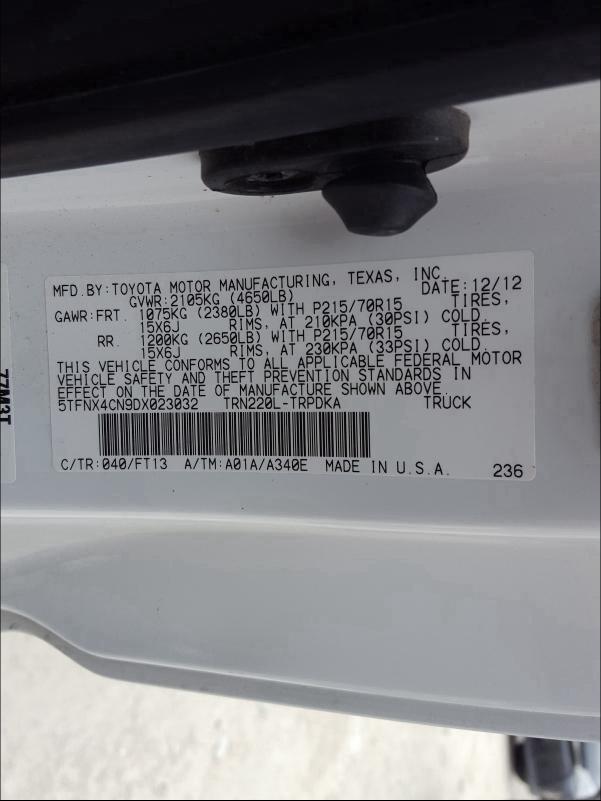 MFD.BY:TOYOTA MOTOR MANUFACTURING, TEXAS, INC.
GVWR:2105KG (4650LB) DATE:12/12
GAWR:FRT. 1075KG (2380LB) WITH P215/70R15 TIRES,
15X6J RIMS, AT 210KPA (30PSI) COLD.
RR. 1200KG (2650LB) WITH P215/70R15 TIRES,
15X6J RIMS, AT 230KPA (33PSI) COLD.
THIS VEHICLE CONFORMS TO ALL APPLICABLE FEDERAL MOTOR
VEHICLE SAFETY AND THEFT PREVENTION STANDARDS IN
EFFECT ON THE DATE OF MANUFACTURE SHOWN ABOVE.
5TFNX4CN9DX023032 TRN220L-TRPDKA TRUCK
C/TR:040/FT13 A/TM:A01A/A340E MADE IN U.S.A. 236